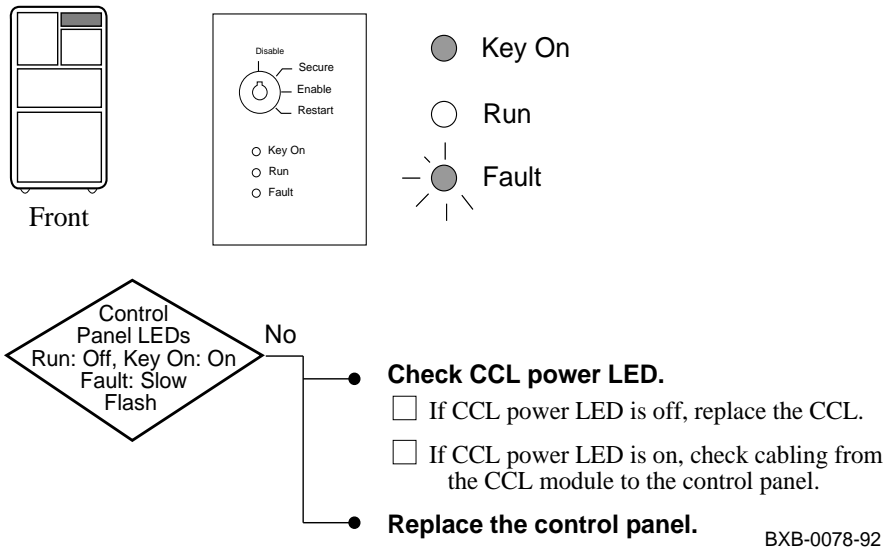 Front
Disable
Secure
Enable
Restart
Key On
Run
Fault
Key On
Run
Fault
Control
Panel LEDs
Run: Off, Key On: On
Fault: Slow
Flash
No
Check CCL power LED.
If CCL power LED is off, replace the CCL.
If CCL power LED is on, check cabling from
the CCL module to the control panel.
Replace the control panel.
BXB-0078-92